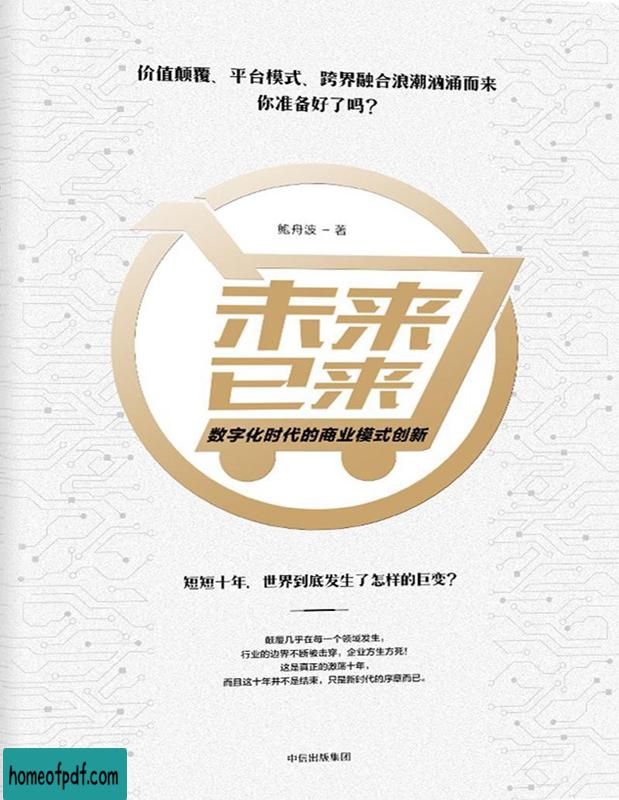 价值颠覆、平台模式、跨界融合浪潮汹涌而来
你准备好了吗?
鲍舟波 - 著
未来
已来
数字化时代的商业模式创新
短短十年，世界到底发生了怎样的巨变?
颠覆几乎在每一个领域发生，
行业的边界不断被击穿，企业方生方死!
这是真正的激荡十年，
而且这十年并不是结束，只是新时代的序章而已。
中信出版集团
homeofpdf.com